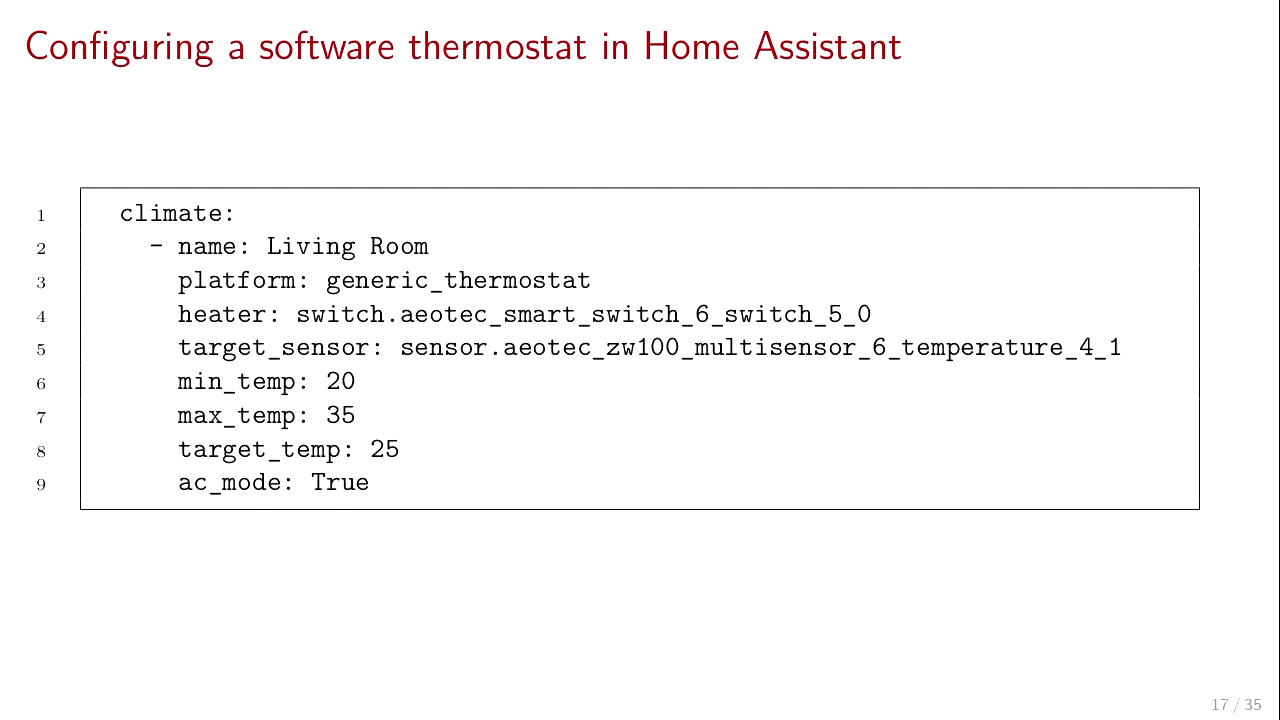 Configuring a software thermostat in Home Assistant
1 climate:
2 - name: Living Room
3 platform: generic_thermostat
4 heater: switch.aeotec_smart_switch_6_switch_5_0
5 target_sensor: sensor.aeotec_zw100_multisensor_6_temperature_4_1
6 min_temp: 20
7 max_temp: 35
8 target_temp: 25
9 ac_mode: True
17 / 35